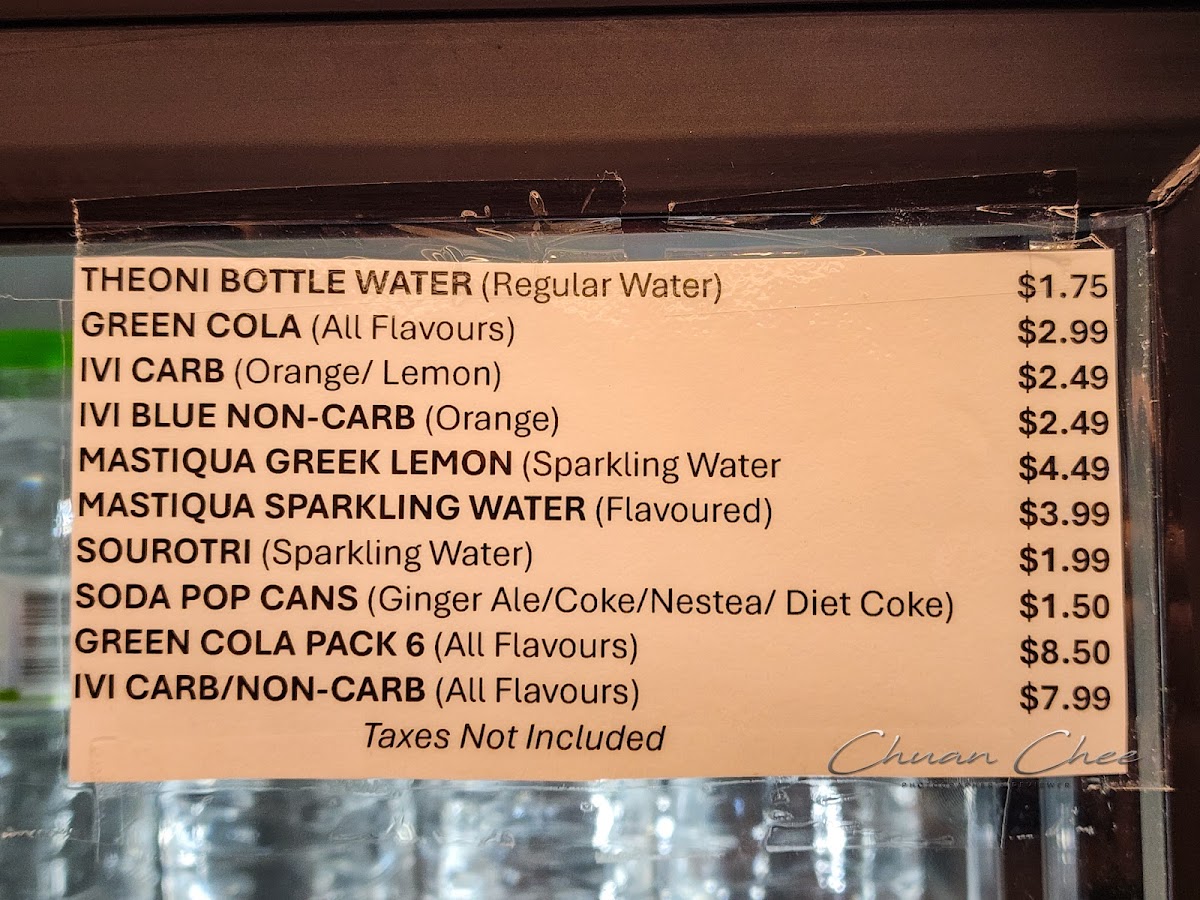 THEONI BOTTLE WATER (Regular Water) $1.75
GREEN COLA (All Flavours) $2.99
IVI CARB (Orange/ Lemon) $2.49
IVI BLUE NON-CARB (Orange) $2.49
MASTIQUA GREEK LEMON (Sparkling Water $4.49
MASTIQUA SPARKLING WATER (Flavoured) $3.99
SOUROTRI (Sparkling Water) $1.99
SODA POP CANS (Ginger Ale/Coke/Nestea/ Diet Coke) $1.50
GREEN COLA PACK 6 (All Flavours) $8.50
IVI CARB/NON-CARB (All Flavours) $7.99
Taxes Not Included
Chuan Chee